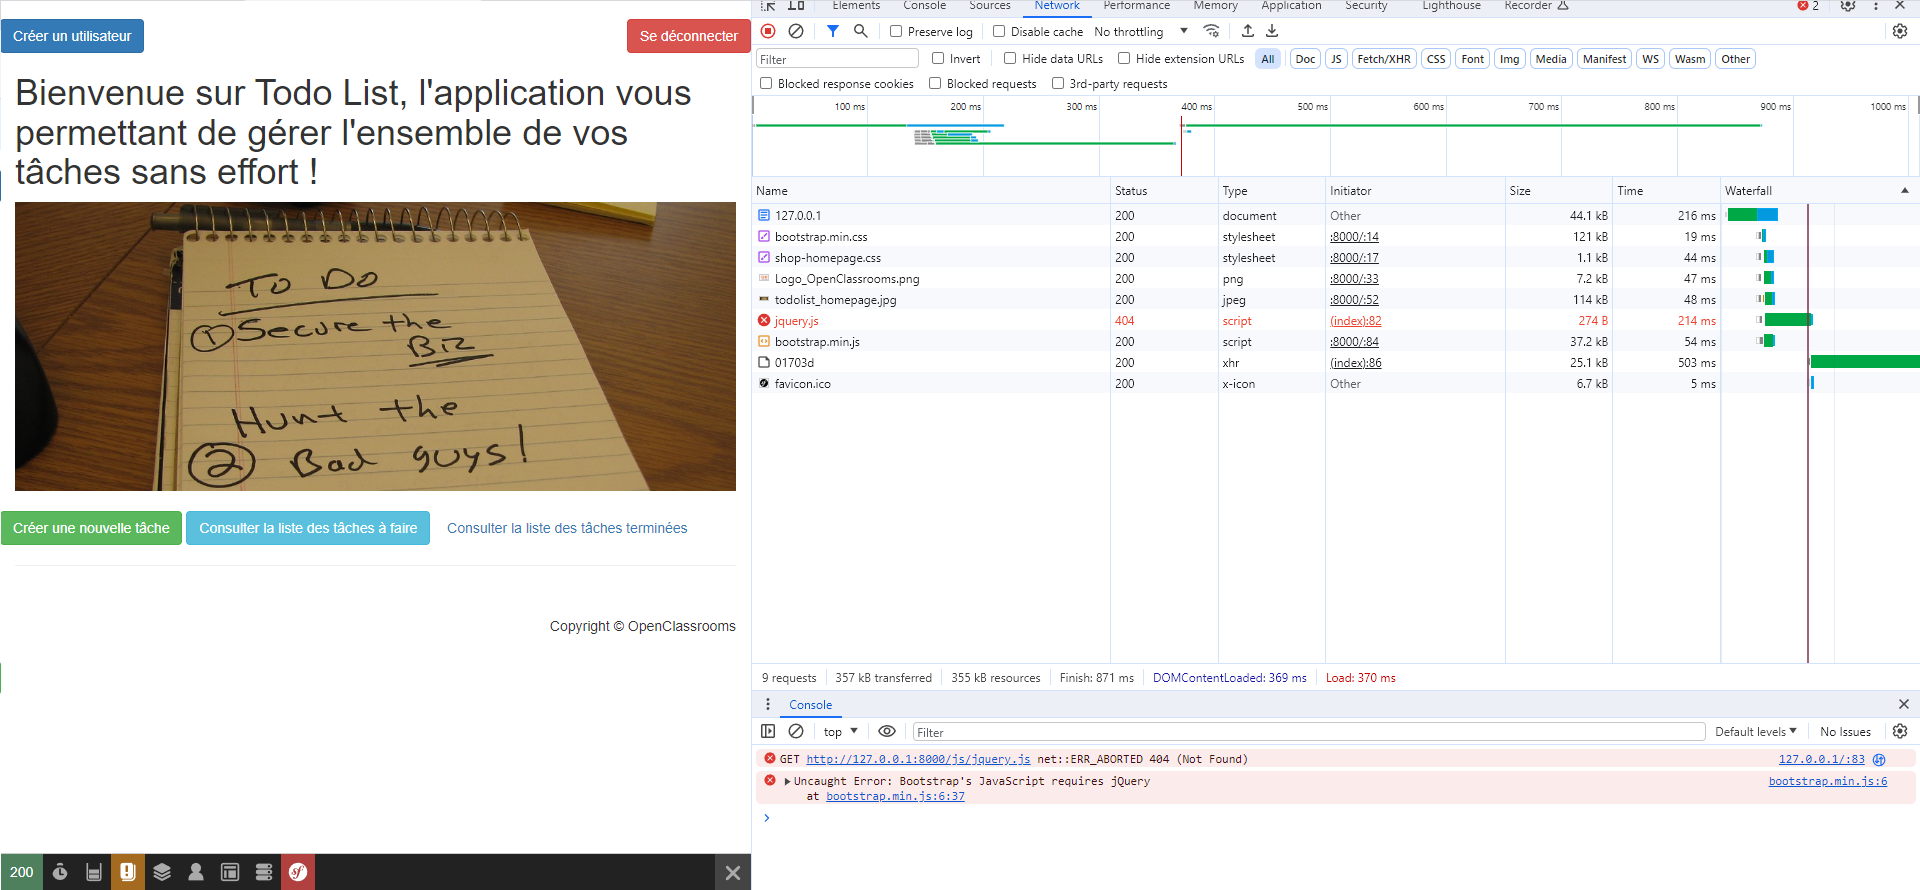 Elements Console Sources Network Performance Memory Application Security Lighthouse Recorder 2
Créer un utilisateur Se déconnecter
Bienvenue sur Todo List, l'application vous
permettant de gérer l'ensemble de vos
tâches sans effort !
TO DO
1 Secure the
Biz
Hunt the
2 Bad guys!
Créer une nouvelle tâche Consulter la liste des tâches à faire Consulter la liste des tâches terminées
Copyright © OpenClassrooms
200 sf
Preserve log Disable cache No throttling
Filter Invert Hide data URLs Hide extension URLs All Doc JS Fetch/XHR CSS Font Img Media Manifest WS Wasm Other
Blocked response cookies Blocked requests 3rd-party requests
100 ms 200 ms 300 ms 400 ms 500 ms 600 ms 700 ms 800 ms 900 ms 1000 ms
Name Status Type Initiator Size Time Waterfall
127.0.0.1 200 document Other 44.1 kB 216 ms
bootstrap.min.css 200 stylesheet :8000/:14 121 kB 19 ms
shop-homepage.css 200 stylesheet :8000/:17 1.1 kB 44 ms
Logo_OpenClassrooms.png 200 png :8000/:33 7.2 kB 47 ms
todolist_homepage.jpg 200 jpeg :8000/:52 114 kB 48 ms
jquery.js 404 script (index):82 274 B 214 ms
bootstrap.min.js 200 script :8000/:84 37.2 kB 54 ms
01703d 200 xhr (index):86 25.1 kB 503 ms
favicon.ico 200 x-icon Other 6.7 kB 5 ms
9 requests 357 kB transferred 355 kB resources Finish: 871 ms DOMContentLoaded: 369 ms Load: 370 ms
Console
top Filter Default levels No Issues
GET http://127.0.0.1:8000/js/jquery.js net::ERR_ABORTED 404 (Not Found) 127.0.0.1/:83
Uncaught Error: Bootstrap's JavaScript requires jQuery bootstrap.min.js:6
at bootstrap.min.js:6:37